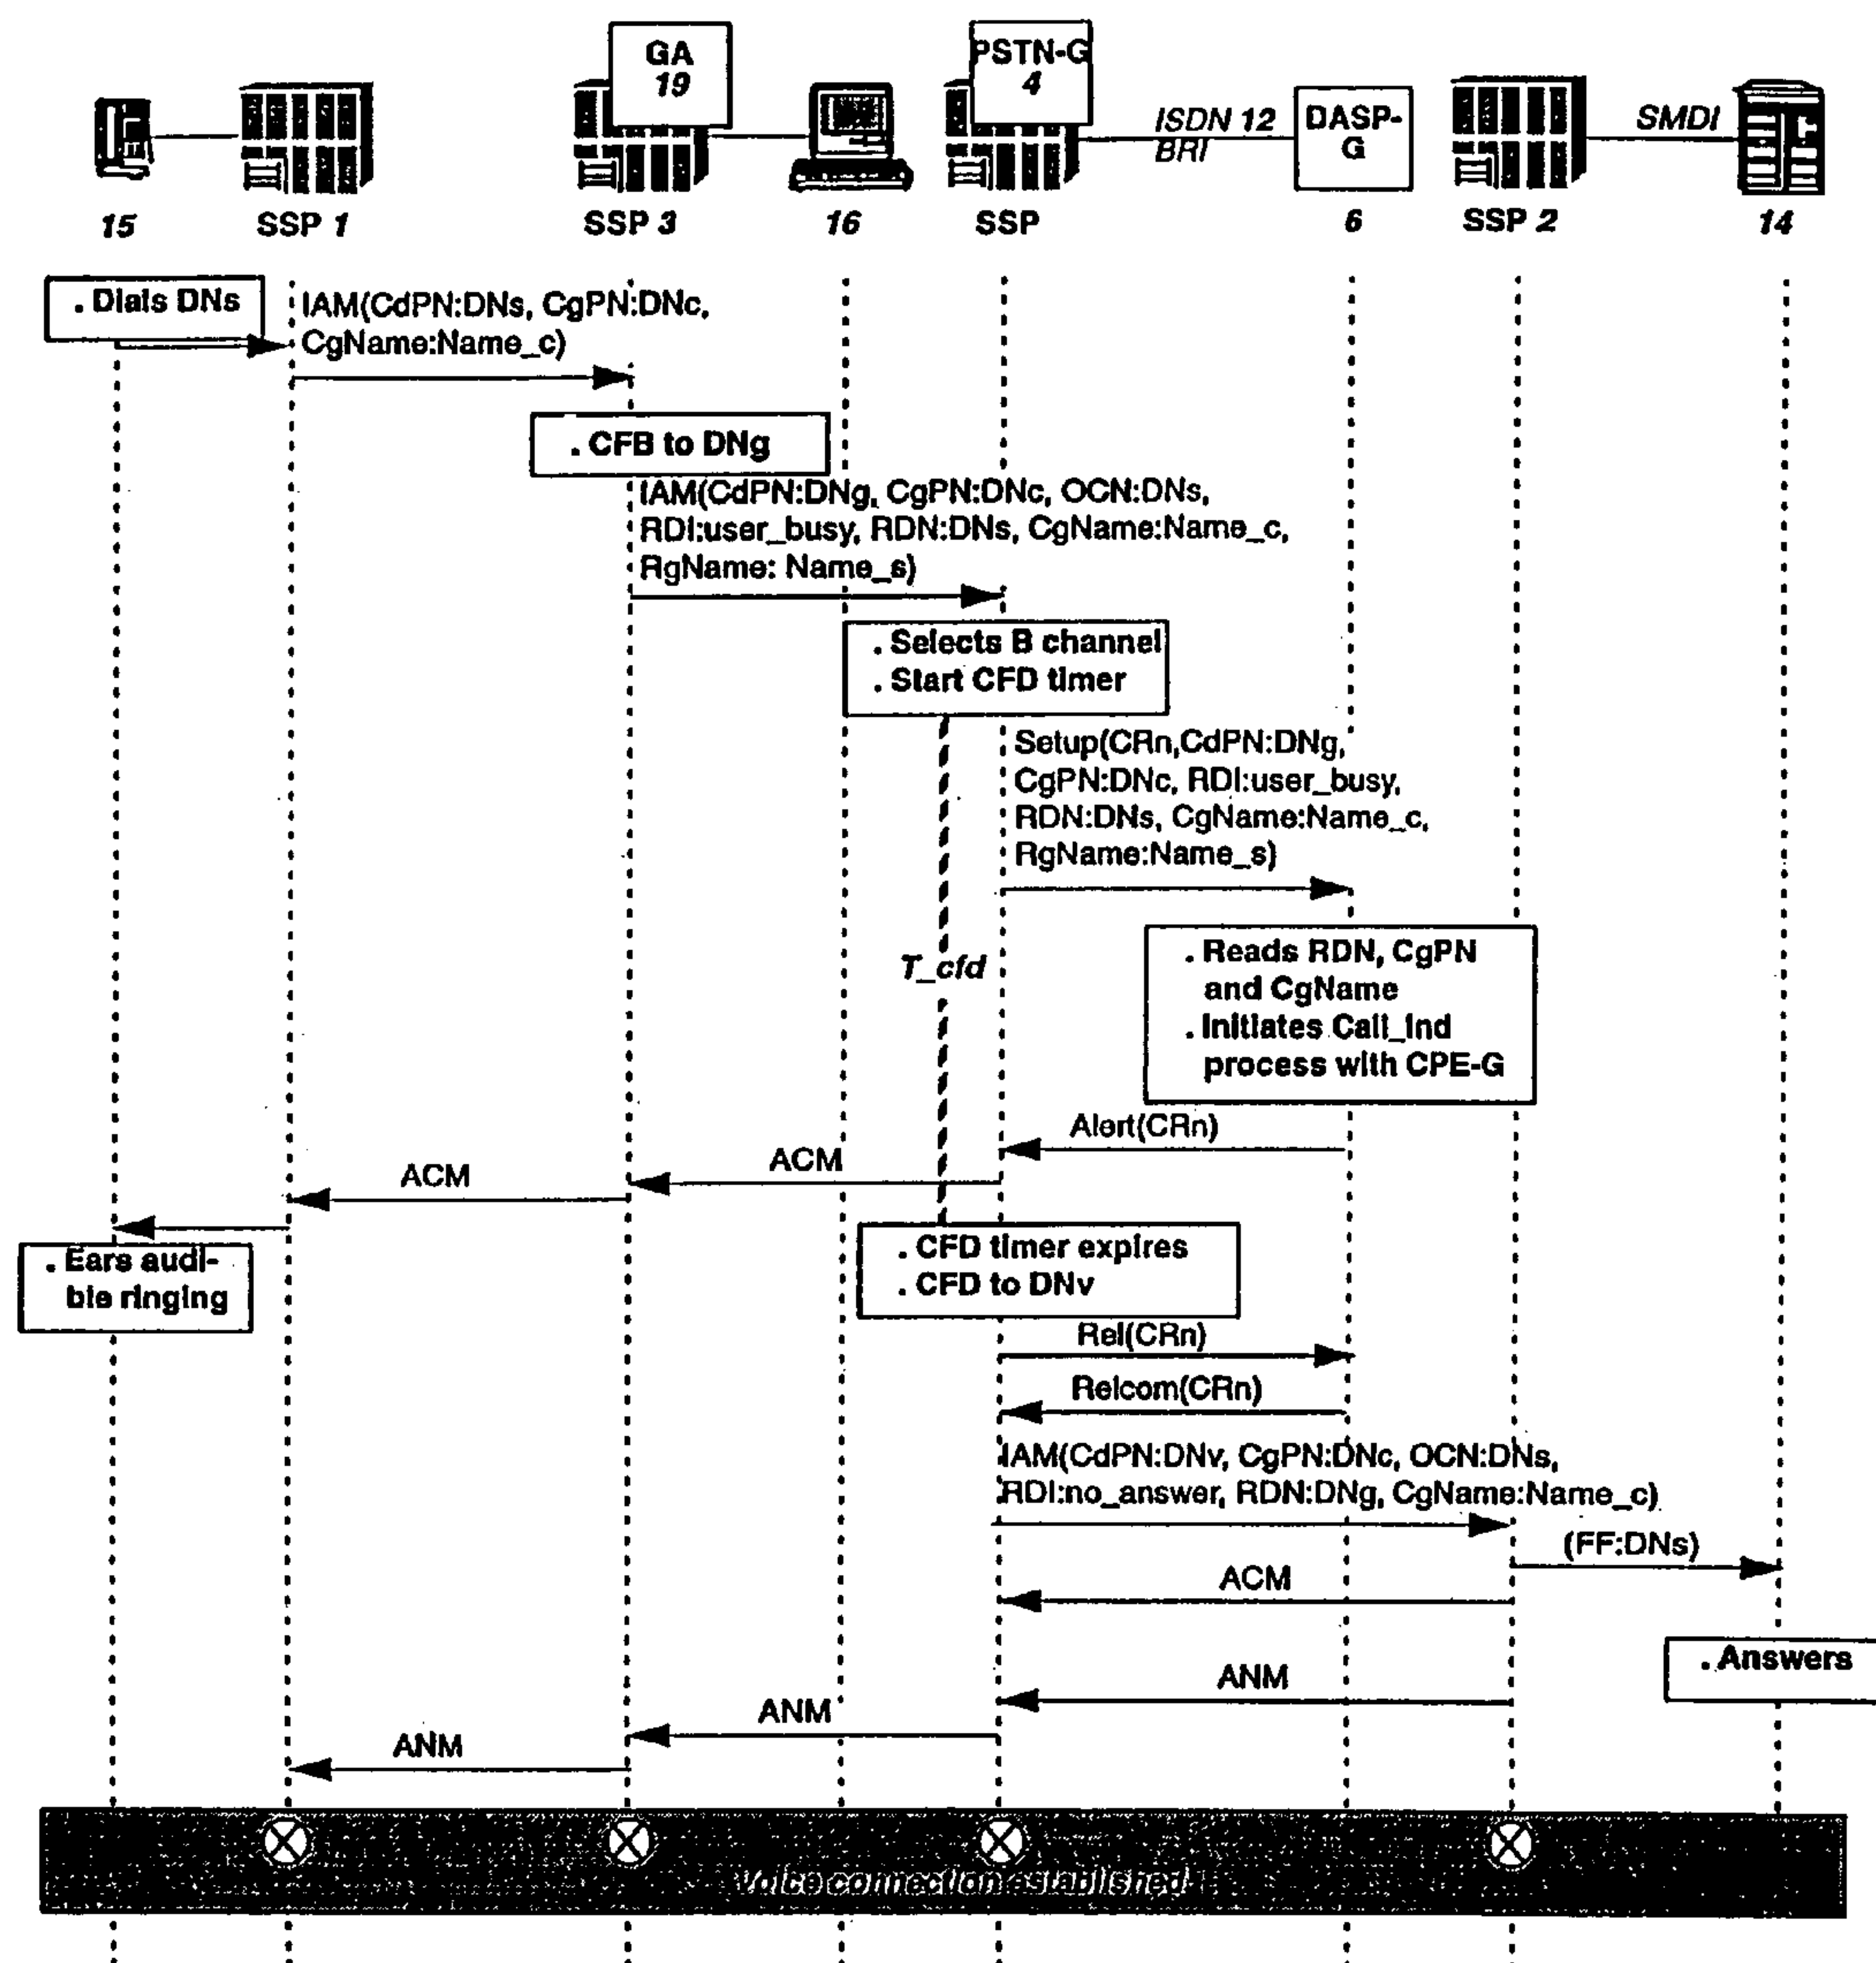 GA
19
PSTN-G
4
ISDN 12
BRI
DASP-
G
SMDI
15
SSP 1
SSP 3
16
SSP
6
SSP 2
14
. Dials DNs
IAM(CdPN:DNs, CgPN:DNc,
CgName:Name_c)
. CFB to DNg
IAM(CdPN:DNg, CgPN:DNc, OCN:DNs,
RDI:user_busy, RDN:DNs, CgName:Name_c,
RgName: Name_s)
. Selects B channel
. Start CFD timer
Setup(CRn,CdPN:DNg,
CgPN:DNc, RDI:user_busy,
RDN:DNs, CgName:Name_c,
RgName:Name_s)
T_cfd
. Reads RDN, CgPN
and CgName
. Initiates Call_Ind
process with CPE-G
Alert(CRn)
ACM
ACM
. Ears audi-
ble ringing
. CFD timer expires
. CFD to DNv
Rel(CRn)
Relcom(CRn)
IAM(CdPN:DNv, CgPN:DNc, OCN:DNs,
RDI:no_answer, RDN:DNg, CgName:Name_c)
(FF:DNs)
ACM
. Answers
ANM
ANM
ANM
Voice connection established